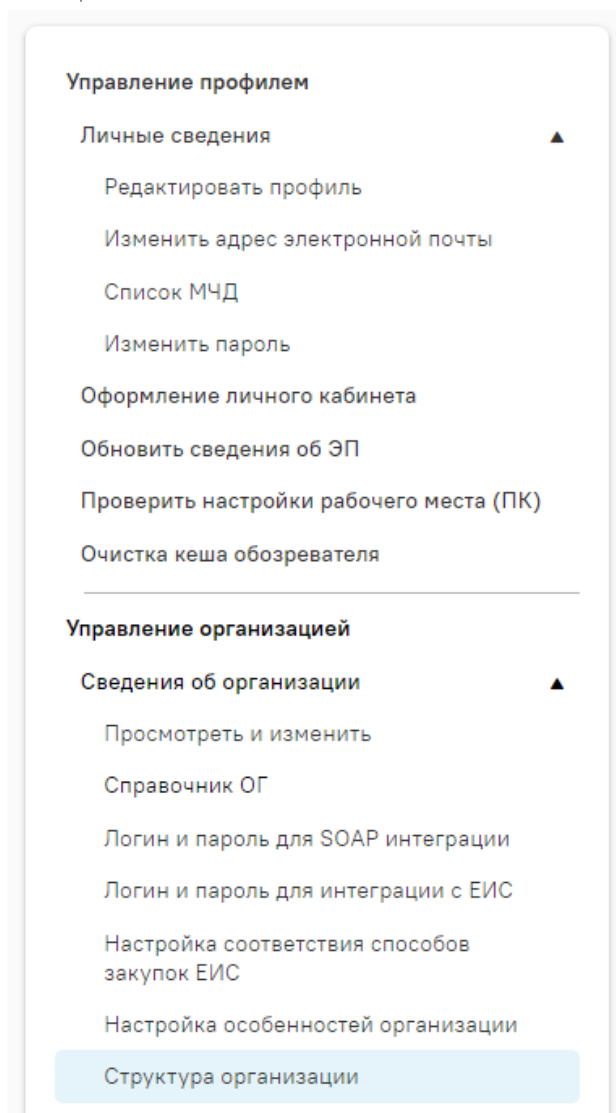 Управление профилем
Личные сведения
Редактировать профиль
Изменить адрес электронной почты
Список МЧД
Изменить пароль
Оформление личного кабинета
Обновить сведения об ЭП
Проверить настройки рабочего места (ПК)
Очистка кеша обозревателя
Управление организацией
Сведения об организации
Просмотреть и изменить
Справочник ОГ
Логин и пароль для SOAP интеграции
Логин и пароль для интеграции с ЕИС
Настройка соответствия способов
закупок ЕИС
Настройка особенностей организации
Структура организации